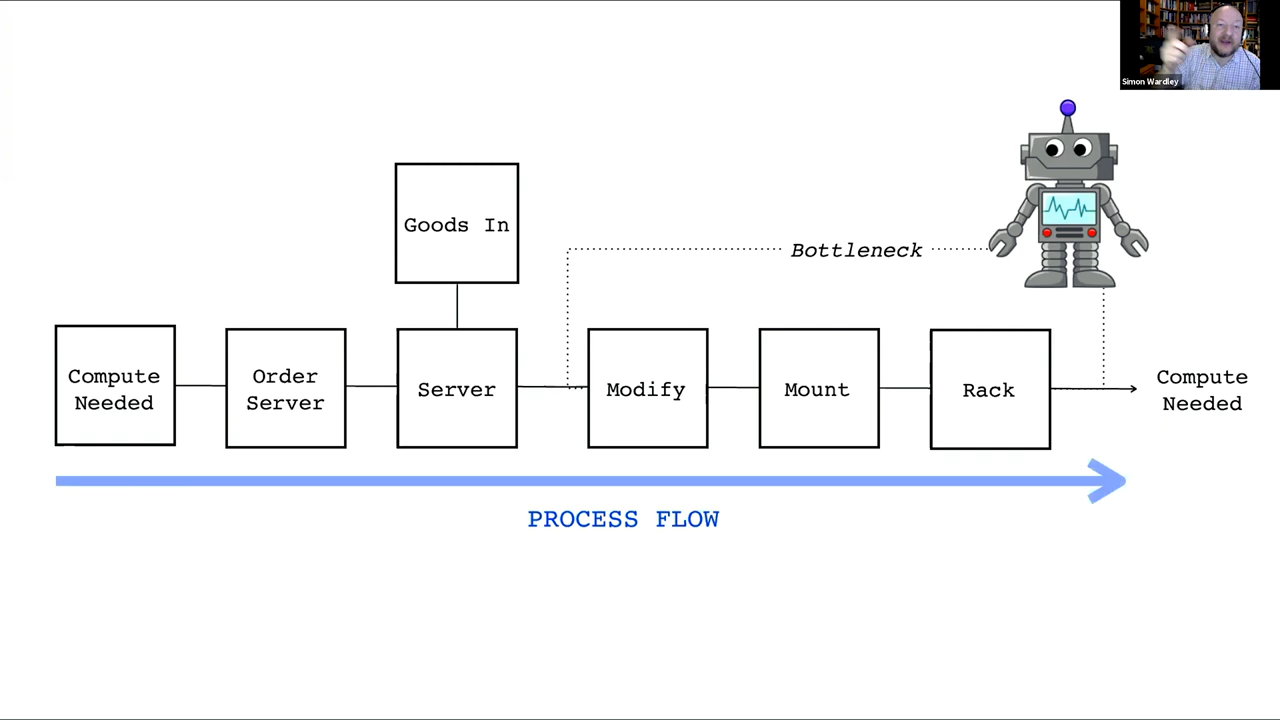 Simon Wardley
Goods In
Bottleneck
Compute
Needed
Order
Server
Server
Modify
Mount
Rack
Compute
Needed
PROCESS FLOW